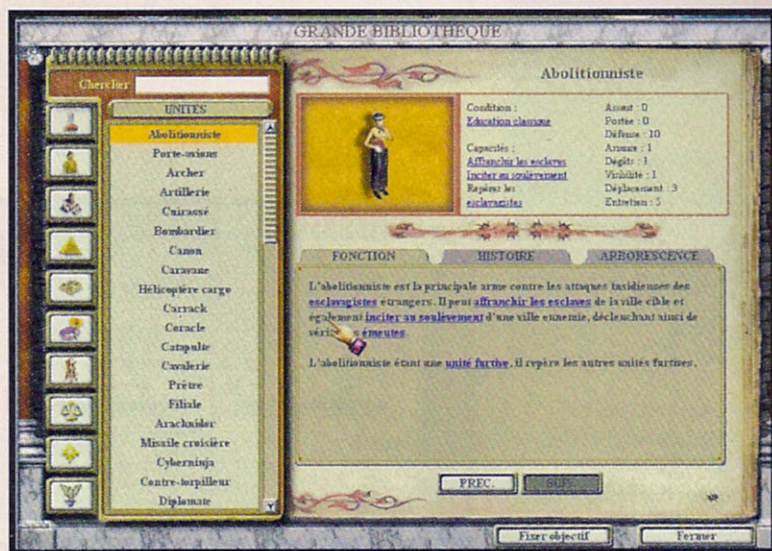 GRANDE BIBLIOTHEQUE
Chercher
UNITÉS
Abolitionniste
Porte-avions
Archer
Artillerie
Cuirassé
Bombardier
Canon
Caravane
Hélicoptère cargo
Carrack
Coracle
Catapulte
Cavalerie
Prêtre
Filiale
Arachnider
Missile croisière
Cyberninja
Contre-torpilleur
Diplomate
Abolitionniste
Condition :
Education classique
Capacités :
Affranchir les esclaves
Inciter au soulèvement
Repérer les
esclavagistes
Assaut : 0
Portée : 0
Défense : 10
Armure : 1
Dégâts : 1
Visibilité : 1
Déplacement : 3
Entretien : 5
FONCTION
HISTOIRE
ARBORESCENCE
L'abolitionniste est la principale arme contre les attaques insidieuses des
esclavagistes étrangers. Il peut affranchir les esclaves de la ville cible et
également inciter au soulèvement d'une ville ennemie, déclenchant ainsi de
émeutes.
L'abolitionniste étant une unité furtive, il repère les autres unités furtives.
PREC.
SUIV.
Fixer objectif
Fermer